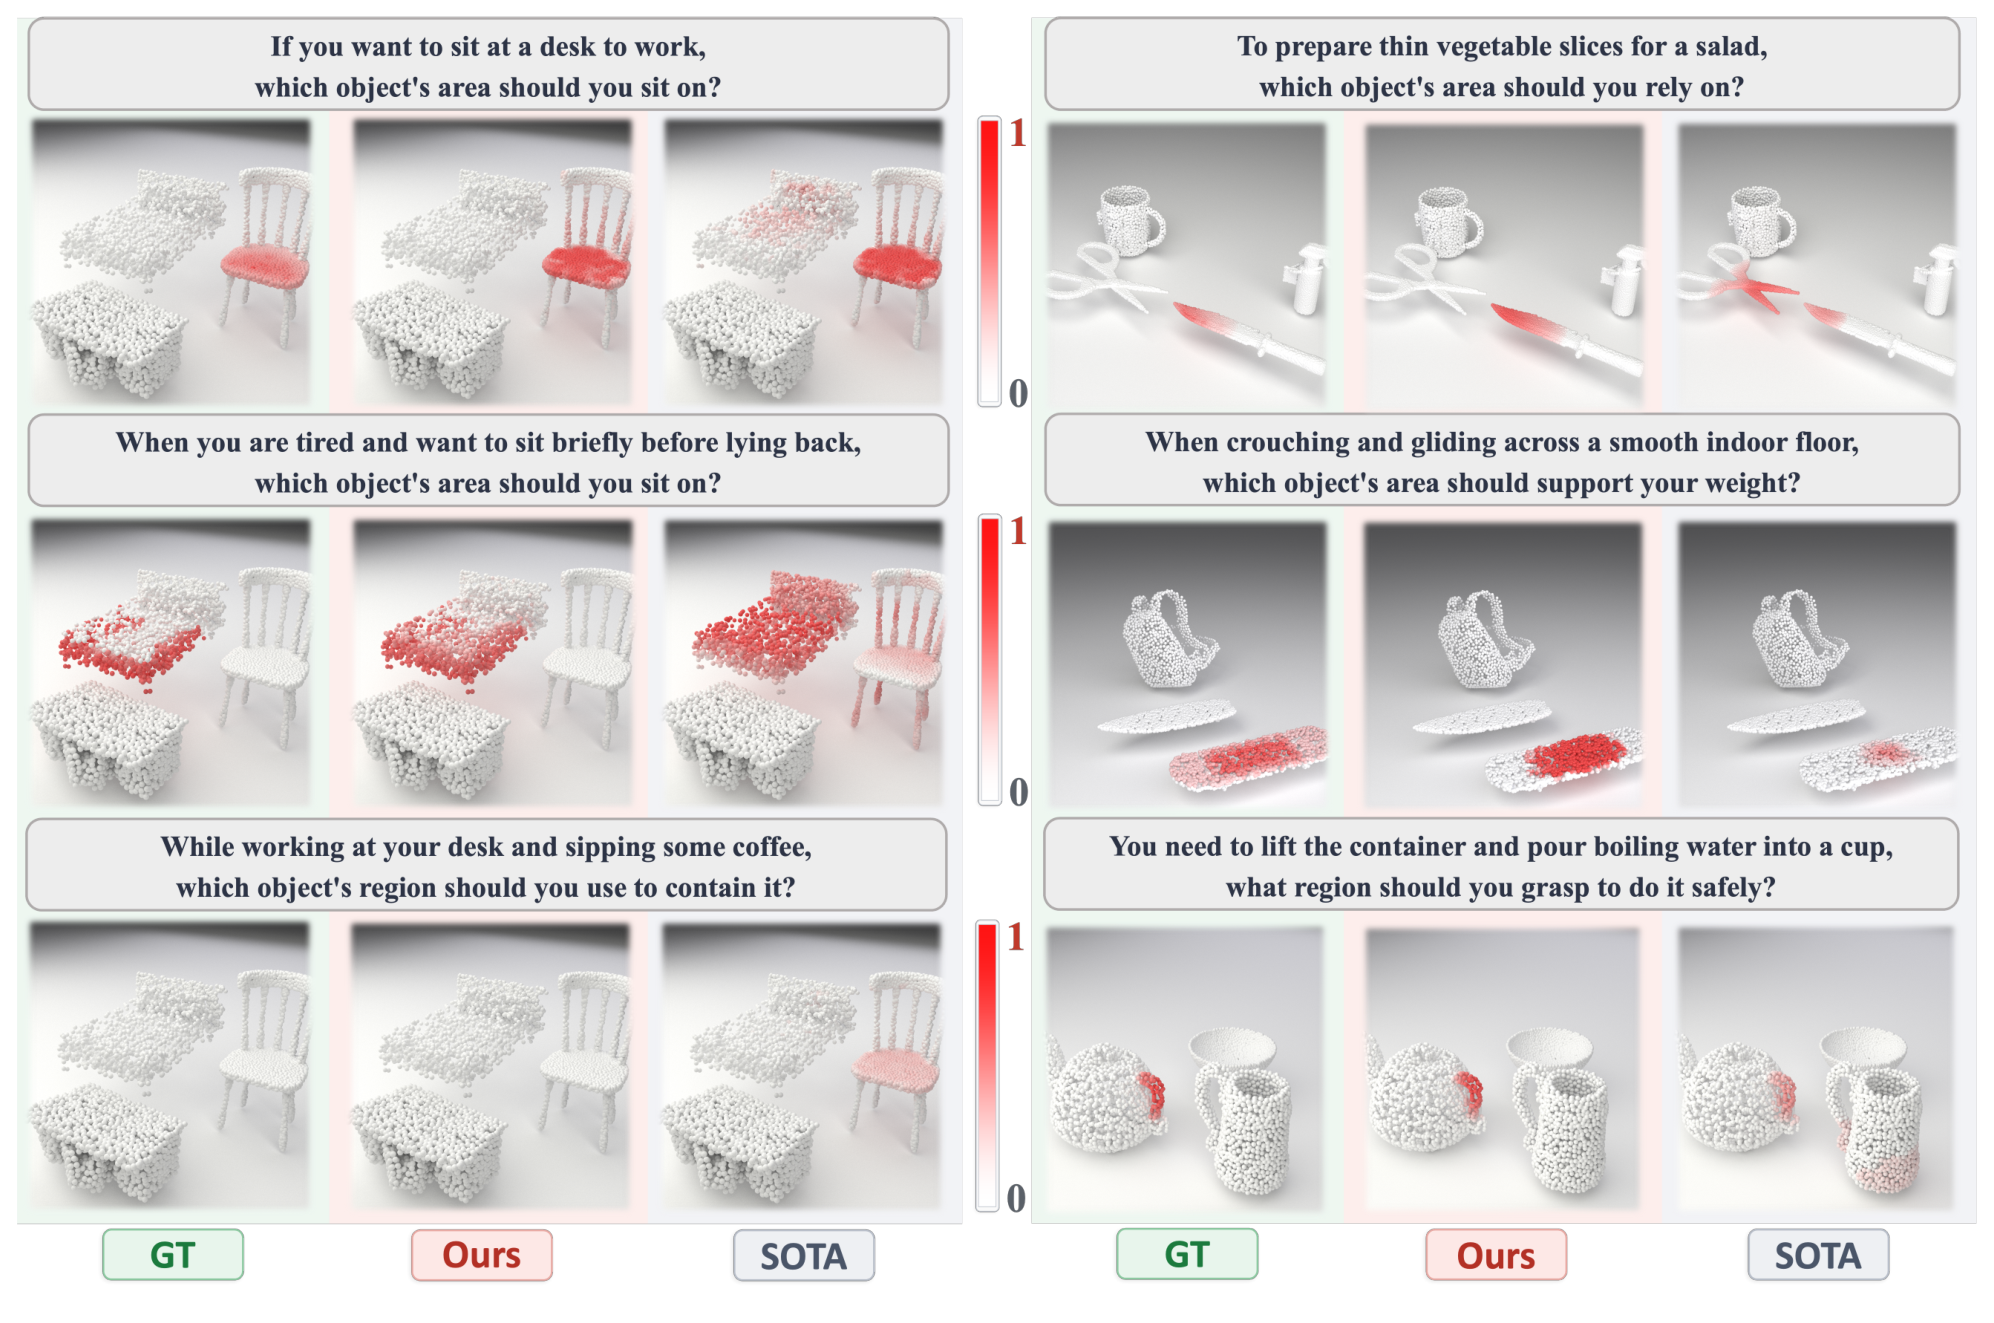 If you want to sit at a desk to work,
which object's area should you sit on?
To prepare thin vegetable slices for a salad,
which object's area should you rely on?
1
0
When you are tired and want to sit briefly before lying back,
which object's area should you sit on?
When crouching and gliding across a smooth indoor floor,
which object's area should support your weight?
1
0
While working at your desk and sipping some coffee,
which object's region should you use to contain it?
You need to lift the container and pour boiling water into a cup,
what region should you grasp to do it safely?
1
0
GT
Ours
SOTA
GT
Ours
SOTA